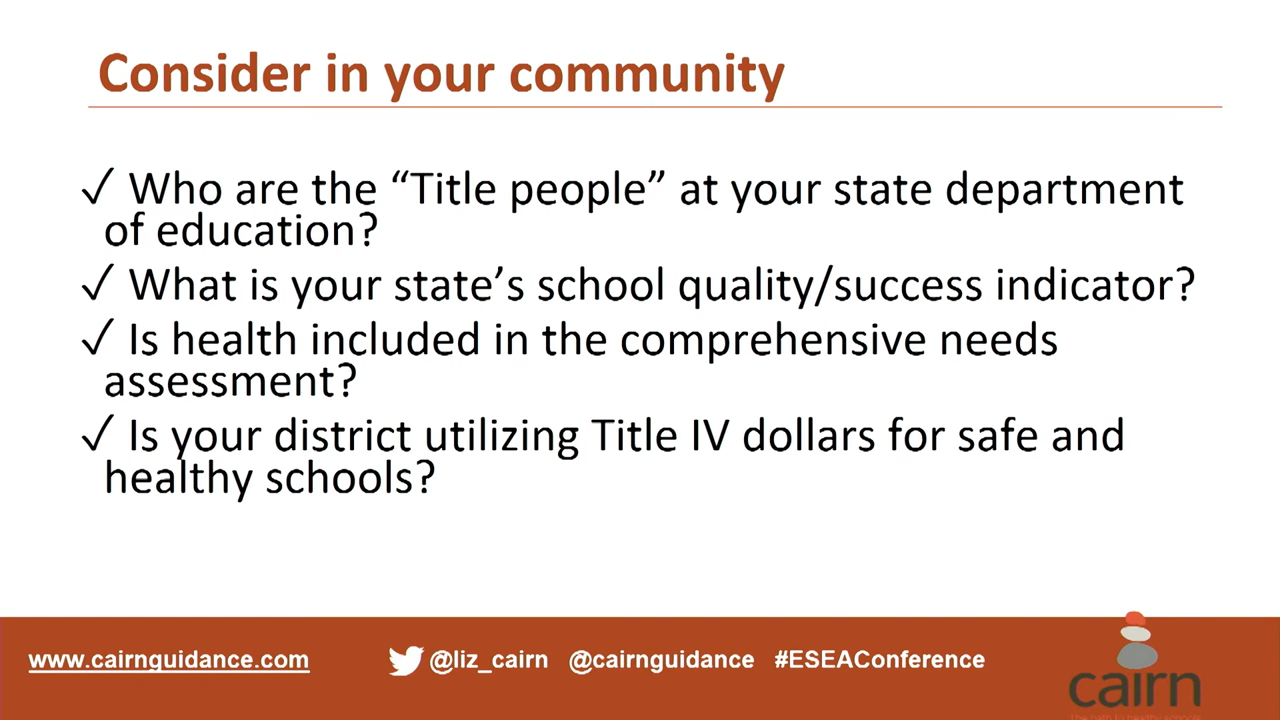 Consider in your community
✓ Who are the “Title people” at your state department
of education?
✓ What is your state’s school quality/success indicator?
✓ Is health included in the comprehensive needs
assessment?
✓ Is your district utilizing Title IV dollars for safe and
healthy schools?
www.cairnguidance.com @liz_cairn @cairnguidance #ESEAConference
cairn